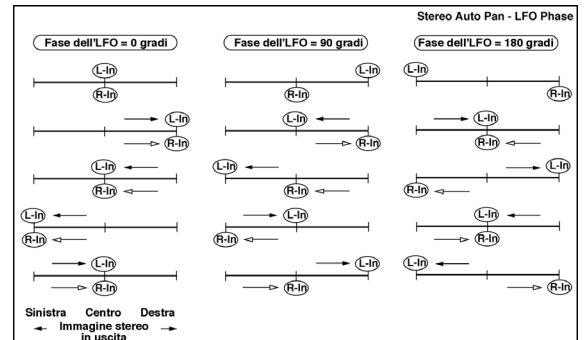 Stereo Auto Pan - LFO Phase
Fase dell'LFO = 0 gradi
Fase dell'LFO = 90 gradi
Fase dell'LFO = 180 gradi
L-In
L-In
L-In
R-In
R-In
R-In
L-In
L-In
L-In
R-In
R-In
R-In
L-In
L-In
L-In
R-In
R-In
R-In
L-In
L-In
L-In
R-In
R-In
R-In
L-In
L-In
L-In
R-In
R-In
R-In
Sinistra Centro Destra
Immagine stereo
in uscita